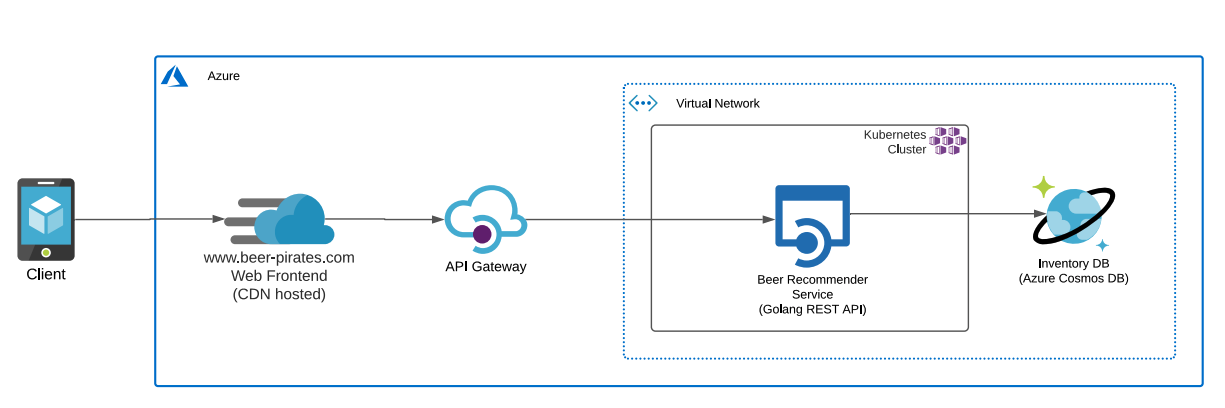 Azure
Virtual Network
Kubernetes
Cluster
Client
www.beer-pirates.com
Web Frontend
(CDN hosted)
API Gateway
Beer Recommender
Service
(Golang REST API)
Inventory DB
(Azure Cosmos DB)